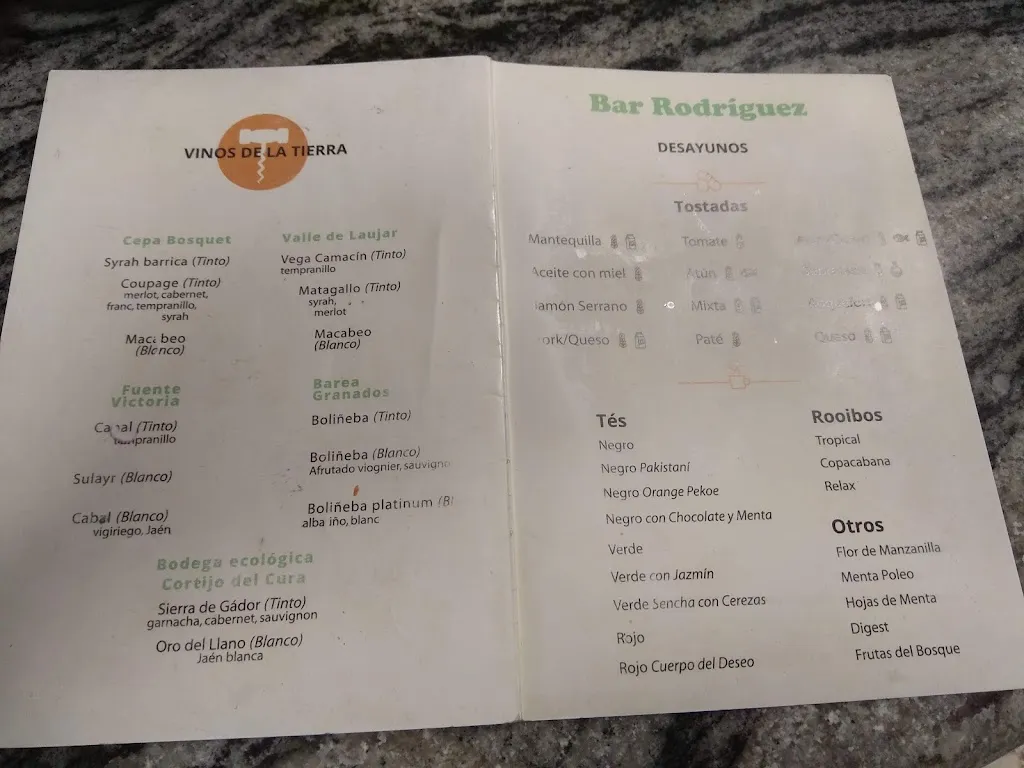 VINOS DE LA TIERRA
Cepa Bosquet
Syrah barrica (Tinto)
Coupage (Tinto)
merlot, cabernet,
franc, tempranillo,
syrah
Macabeo
(Blanco)
Valle de Laujar
Vega Camacín (Tinto)
tempranillo
Matagallo (Tinto)
syrah,
merlot
Macabeo
(Blanco)
Fuente
Victoria
Cabal (Tinto)
tempranillo
Sulayr (Blanco)
Cabal (Blanco)
vigiriego, Jaén
Barea
Granados
Boliñeba (Tinto)
Boliñeba (Blanco)
Afrutado viognier, sauvigno
Boliñeba platinum (Bl
alba iño, blanc
Bodega ecológica
Cortijo del Cura
Sierra de Gádor (Tinto)
garnacha, cabernet, sauvignon
Oro del Llano (Blanco)
Jaén blanca
Bar Rodríguez
DESAYUNOS
Tostadas
Mantequilla
Aceite con miel
Jamón Serrano
ork/Queso
Tomate
Atún
Mixta
Paté
Queso
Tés
Negro
Negro Pakistaní
Negro Orange Pekoe
Negro con Chocolate y Menta
Verde
Verde con Jazmín
Verde Sencha con Cerezas
Rojo
Rojo Cuerpo del Deseo
Rooibos
Tropical
Copacabana
Relax
Otros
Flor de Manzanilla
Menta Poleo
Hojas de Menta
Digest
Frutas del Bosque